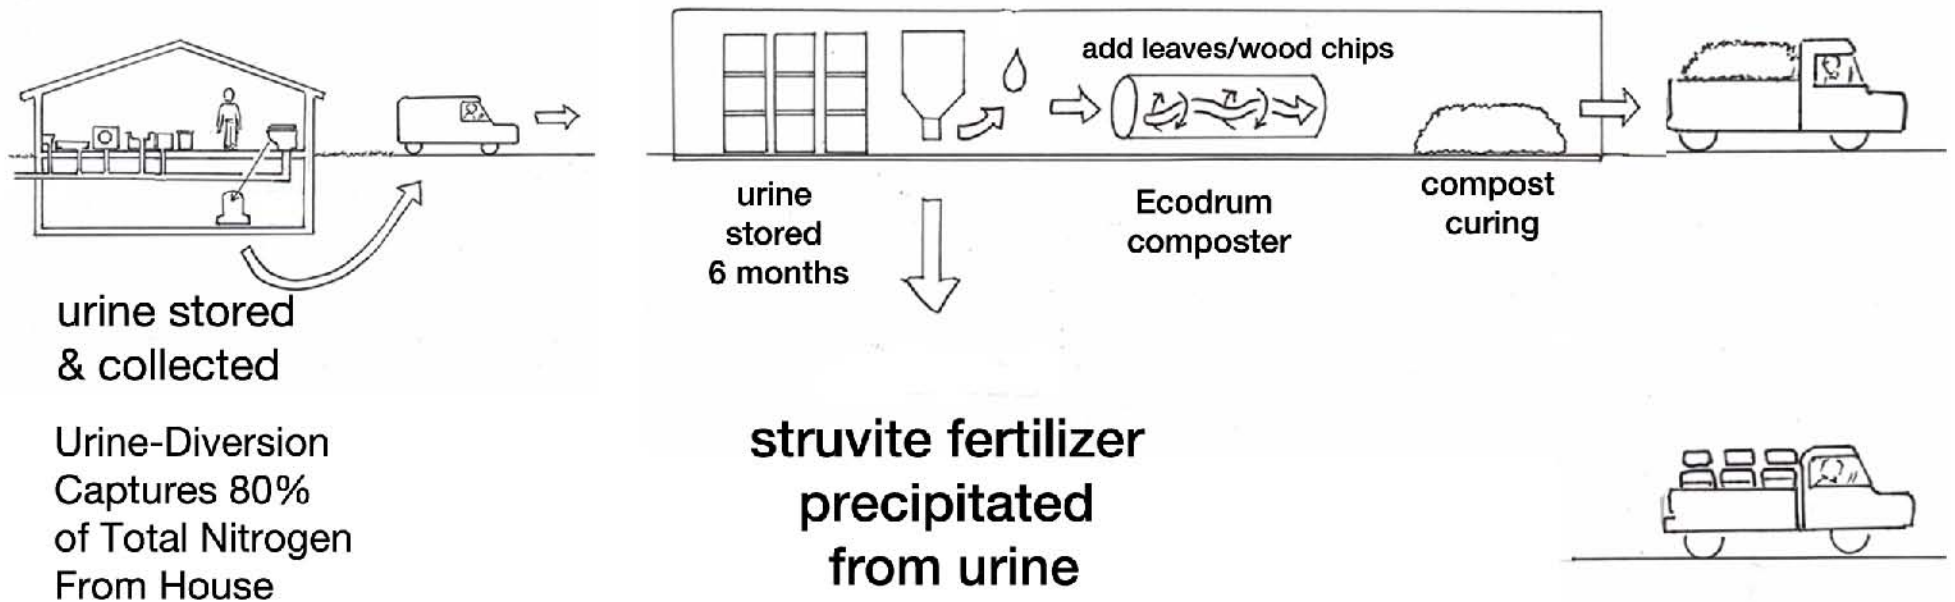 urine stored
& collected
Urine-Diversion
Captures 80%
of Total Nitrogen
From House
urine
stored
6 months
add leaves/wood chips
Ecodrum
composter
compost
curing
struvite fertilizer
precipitated
from urine